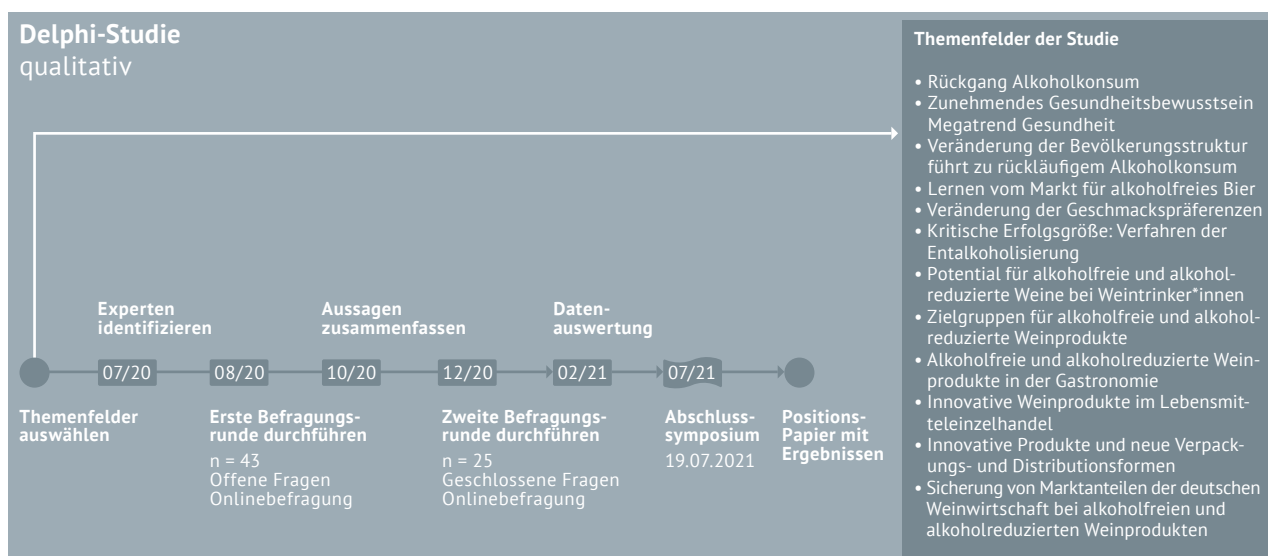 Delphi-Studie
qualitativ
Experten
identifizieren
Aussagen
zusammenfassen
Daten-
auswertung
07/20
08/20
10/20
12/20
02/21
07/21
Themenfelder
auswählen
Erste Befragungs-
runde durchführen
n = 43
Offene Fragen
Onlinebefragung
Zweite Befragungs-
runde durchführen
n = 25
Geschlossene Fragen
Onlinebefragung
Abschluss-
symposium
19.07.2021
Positions-
Papier mit
Ergebnissen
Themenfelder der Studie
• Rückgang Alkoholkonsum
• Zunehmendes Gesundheitsbewusstsein
Megatrend Gesundheit
• Veränderung der Bevölkerungsstruktur
führt zu rückläufigem Alkoholkonsum
• Lernen vom Markt für alkoholfreies Bier
• Veränderung der Geschmackspräferenzen
• Kritische Erfolgsgröße: Verfahren der
Entalkoholisierung
• Potential für alkoholfreie und alkohol-
reduzierte Weine bei Weintrinker*innen
• Zielgruppen für alkoholfreie und alkohol-
reduzierte Weinprodukte
• Alkoholfreie und alkoholreduzierte Wein-
produkte in der Gastronomie
• Innovative Weinprodukte im Lebensmit-
teleinzelhandel
• Innovative Produkte und neue Verpack-
ungs- und Distributionsformen
• Sicherung von Marktanteilen der deutschen
Weinwirtschaft bei alkoholfreien und
alkoholreduzierten Weinprodukten